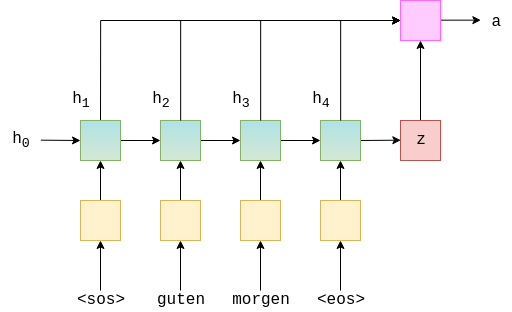 a
h₁ h₂ h₃ h₄
h₀ z
<sos> guten morgen <eos>